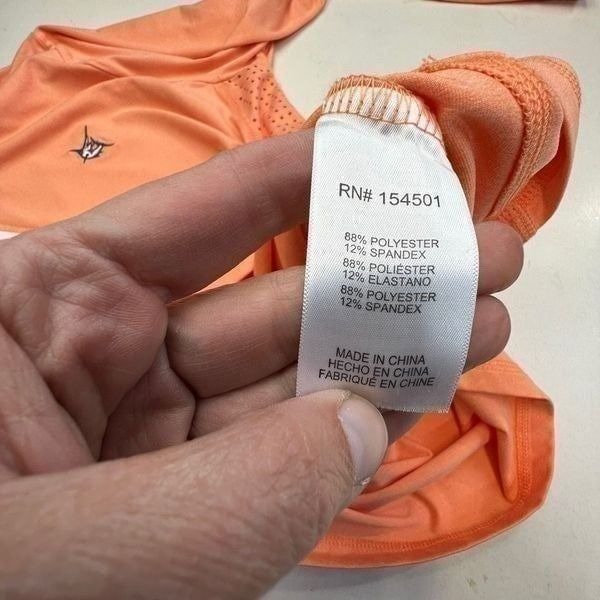 RN# 154501
88% POLYESTER
12% SPANDEX
88% POLIÉSTER
12% ELASTANO
88% POLYESTER
12% SPANDEX
MADE IN CHINA
HECHO EN CHINA
FABRIQUÉ EN CHINE